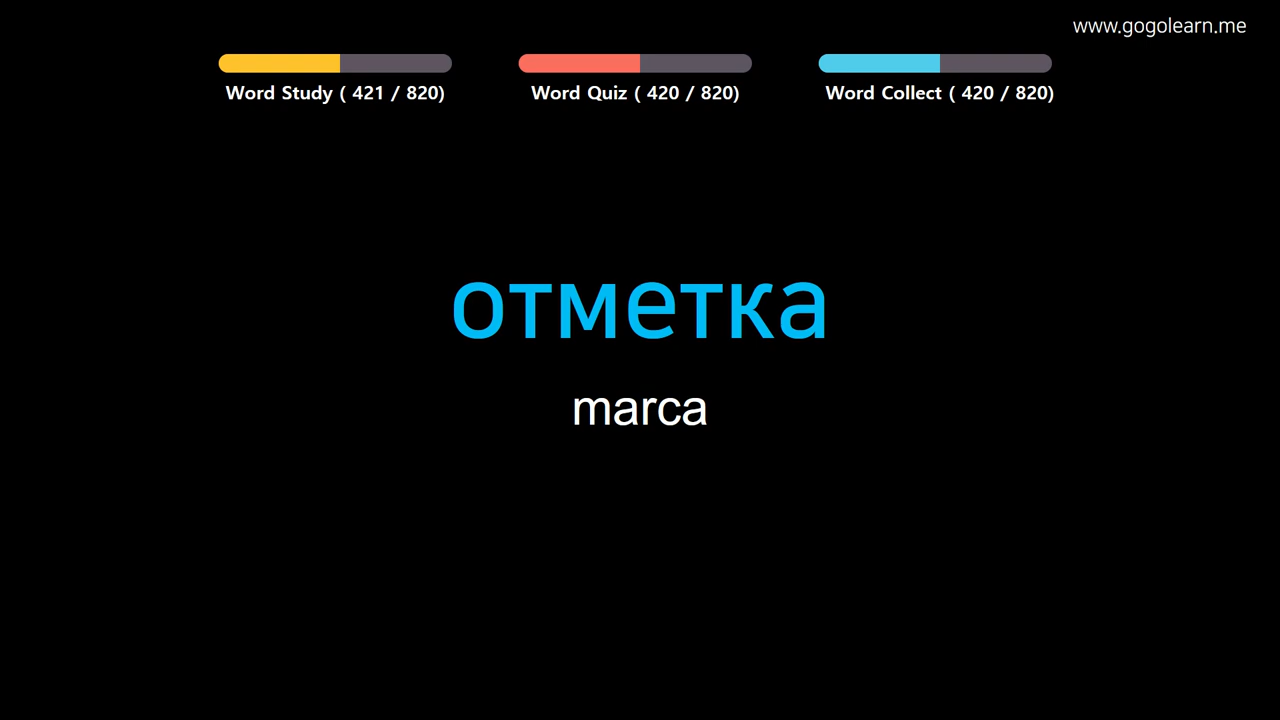 www.gogolearn.me
Word Study ( 421 / 820)
Word Quiz ( 420 / 820)
Word Collect ( 420 / 820)
отметка
marca